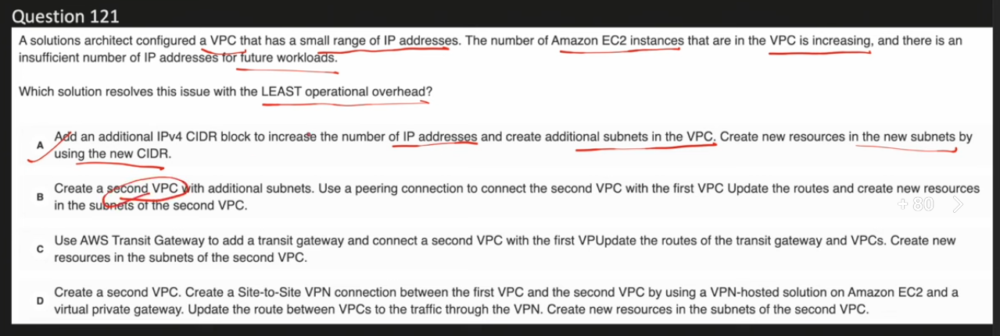 Question 121
A solutions architect configured a VPC that has a small range of IP addresses. The number of Amazon EC2 instances that are in the VPC is increasing, and there is an
insufficient number of IP addresses for future workloads.
Which solution resolves this issue with the LEAST operational overhead?
A
Add an additional IPv4 CIDR block to increase the number of IP addresses and create additional subnets in the VPC. Create new resources in the new subnets by
using the new CIDR.
B
Create a second VPC with additional subnets. Use a peering connection to connect the second VPC with the first VPC Update the routes and create new resources
in the subnets of the second VPC.
+ 80
C
Use AWS Transit Gateway to add a transit gateway and connect a second VPC with the first VPUpdate the routes of the transit gateway and VPCs. Create new
resources in the subnets of the second VPC.
D
Create a second VPC. Create a Site-to-Site VPN connection between the first VPC and the second VPC by using a VPN-hosted solution on Amazon EC2 and a
virtual private gateway. Update the route between VPCs to the traffic through the VPN. Create new resources in the subnets of the second VPC.